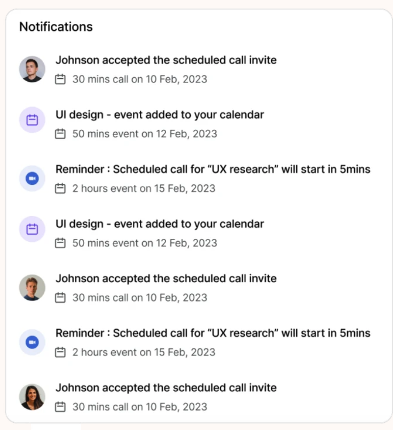 Notifications
Johnson accepted the scheduled call invite
30 mins call on 10 Feb, 2023
UI design - event added to your calendar
50 mins event on 12 Feb, 2023
Reminder : Scheduled call for “UX research” will start in 5mins
2 hours event on 15 Feb, 2023
UI design - event added to your calendar
50 mins event on 12 Feb, 2023
Johnson accepted the scheduled call invite
30 mins call on 10 Feb, 2023
Reminder : Scheduled call for “UX research” will start in 5mins
2 hours event on 15 Feb, 2023
Johnson accepted the scheduled call invite
30 mins call on 10 Feb, 2023